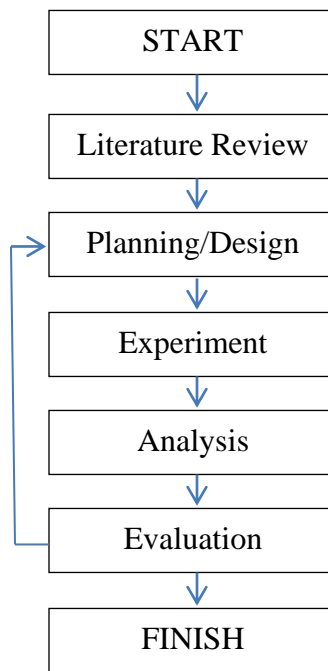 START
Literature Review
Planning/Design
Experiment
Analysis
Evaluation
FINISH